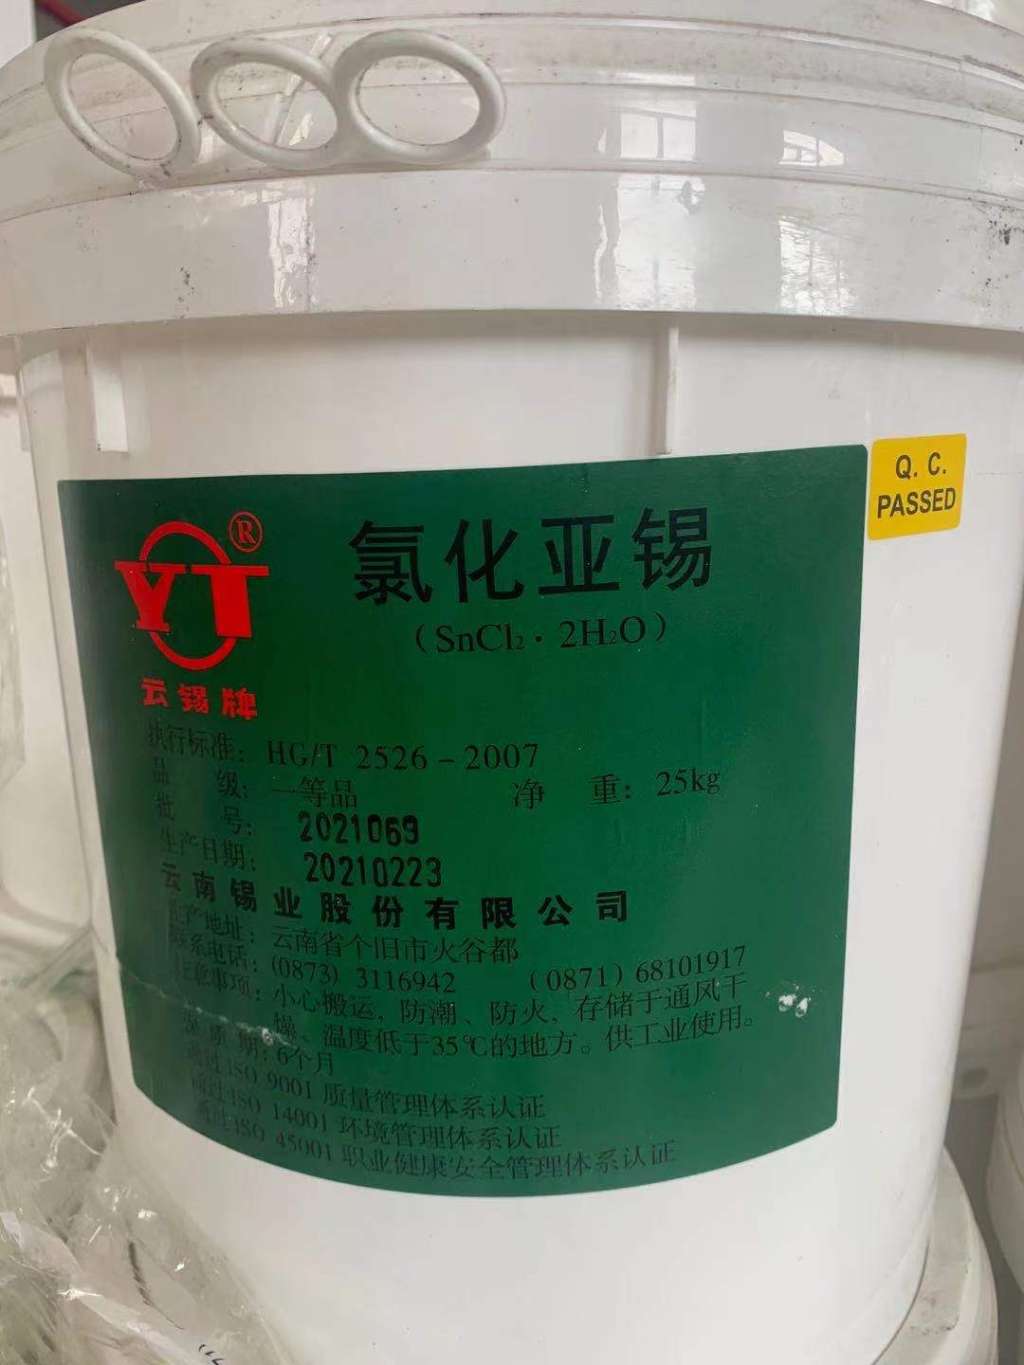 Q. C.
PASSED
YT®
云锡牌
氯化亚锡
（SnCl₂·2H₂O）
执行标准：HG/T 2526-2007
品 级：一等品 净 重：25kg
批 号：2021069
生产日期：20210223
云南锡业股份有限公司
生产地址：云南省个旧市火谷都
联系电话：(0873) 3116942 (0871) 68101917
注意事项：小心搬运，防潮、防火，存储于通风干
燥、温度低于35℃的地方。供工业使用。
保质期：6个月
通过ISO 9001 质量管理体系认证
通过ISO 14001 环境管理体系认证
通过ISO 45001 职业健康安全管理体系认证